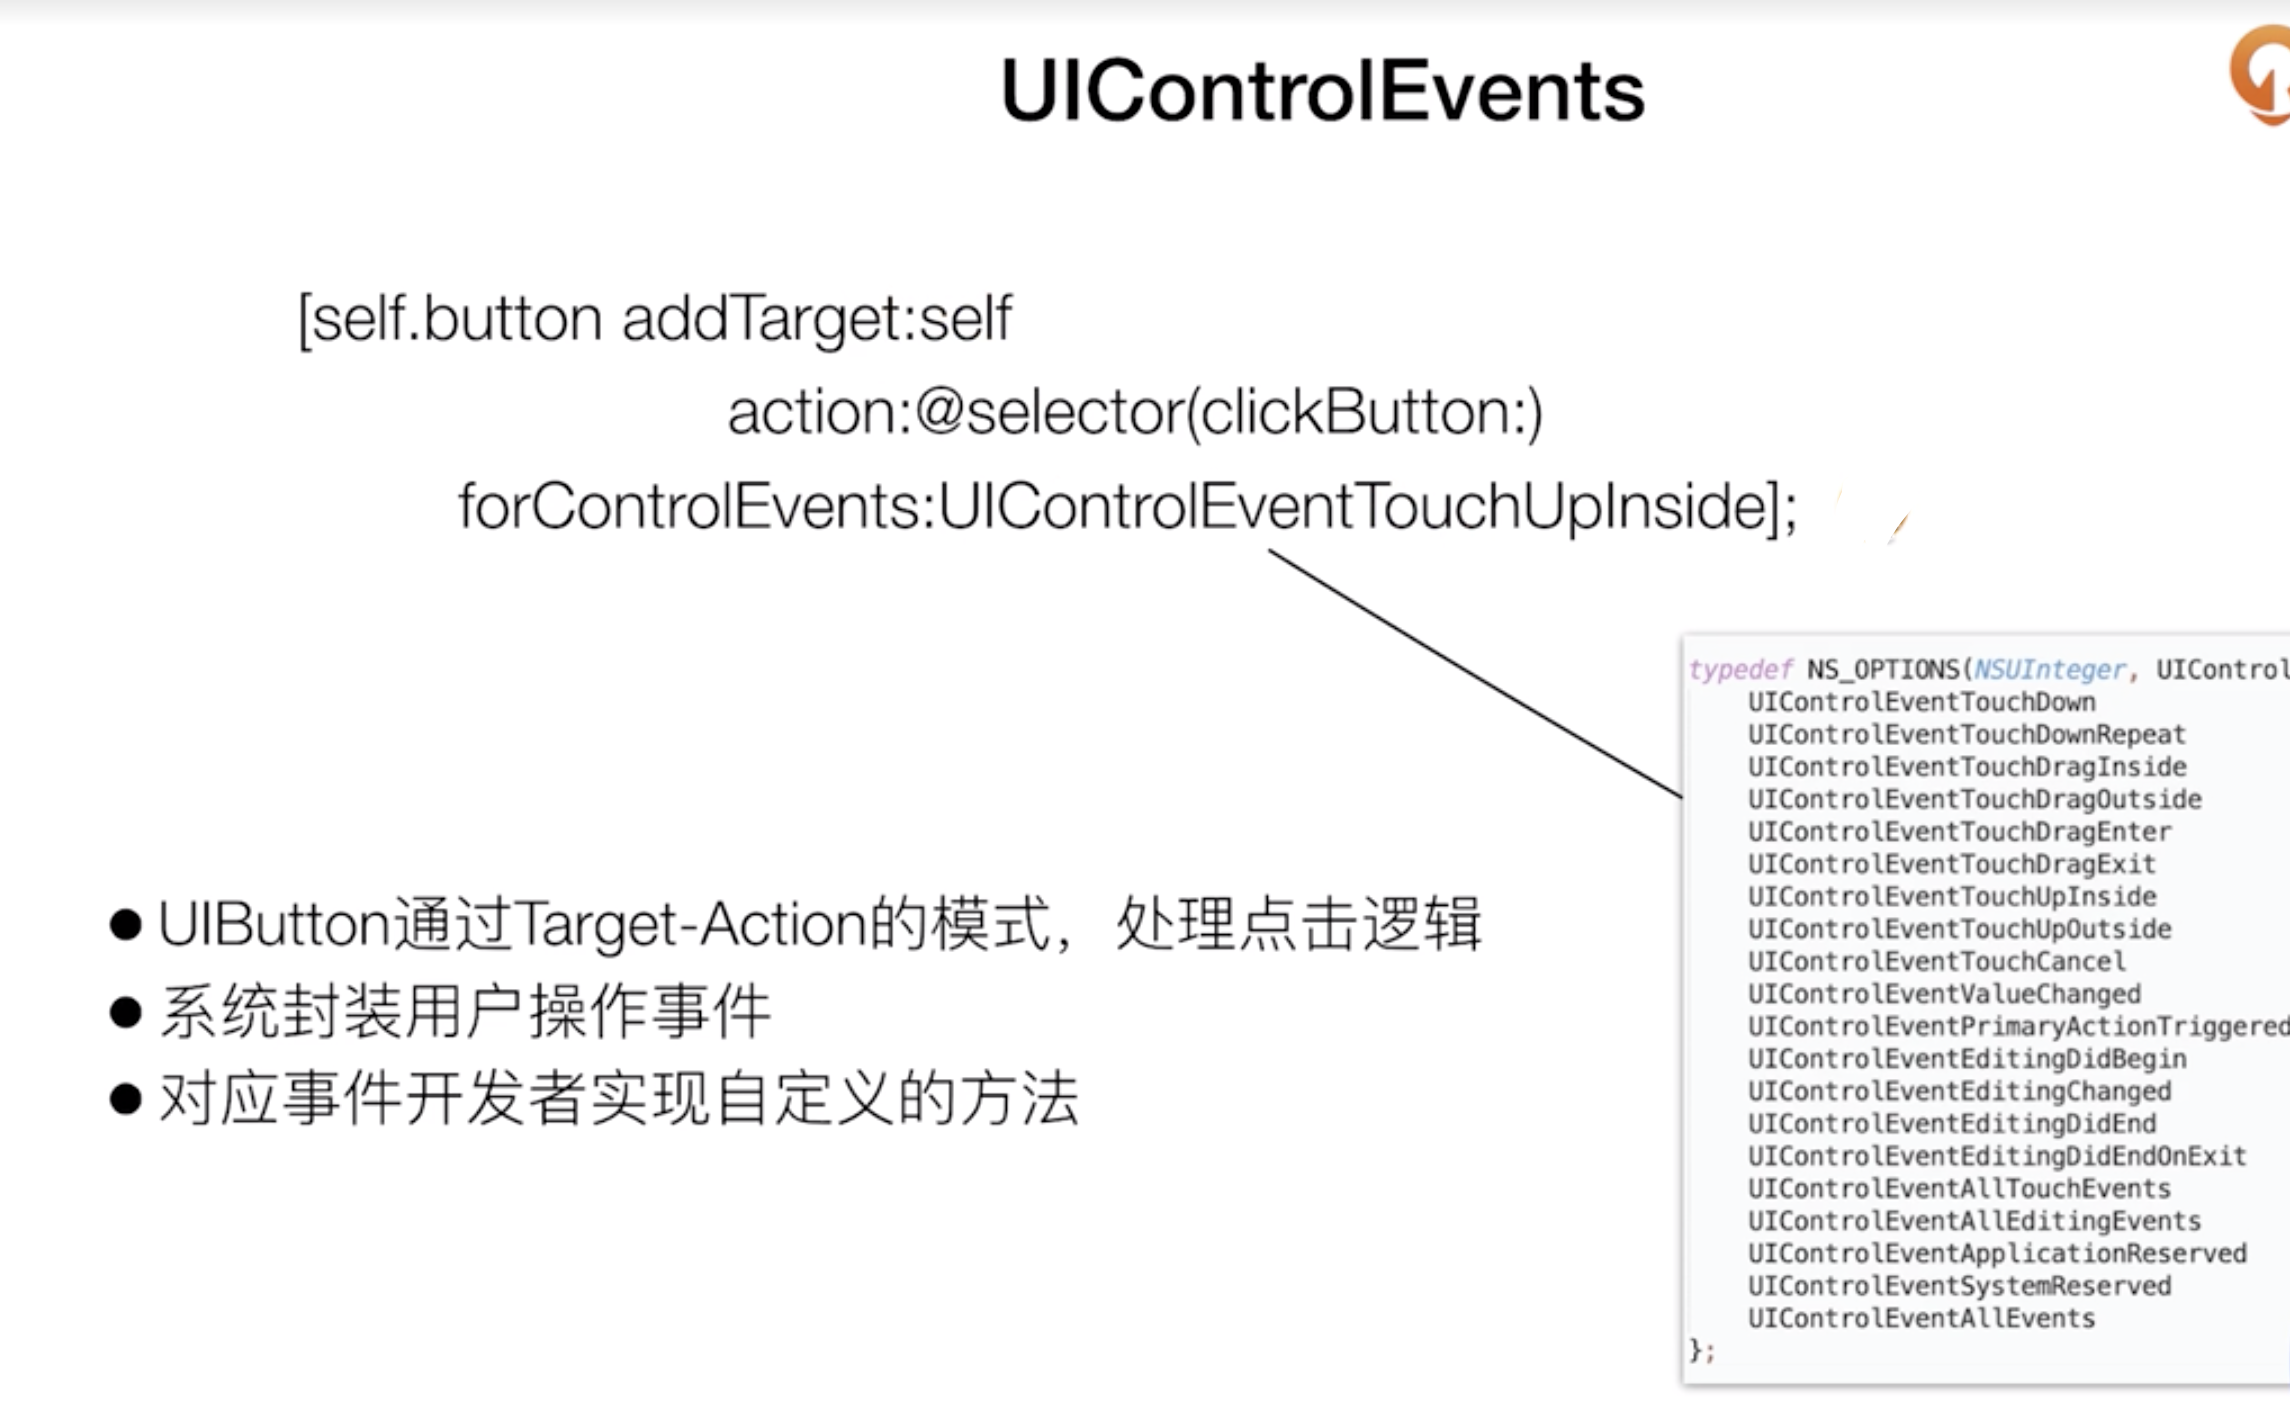 UIControlEvents
[self.button addTarget:self
action:@selector(clickButton:)
forControlEvents:UIControlEventTouchUpInside];
typedef NS_OPTIONS(NSUInteger, UIControl
UIControlEventTouchDown
UIControlEventTouchDownRepeat
UIControlEventTouchDragInside
UIControlEventTouchDragOutside
UIControlEventTouchDragEnter
UIControlEventTouchDragExit
UIControlEventTouchUpInside
UIControlEventTouchUpOutside
UIControlEventTouchCancel
UIControlEventValueChanged
UIControlEventPrimaryActionTriggered
UIControlEventEditingDidBegin
UIControlEventEditingChanged
UIControlEventEditingDidEnd
UIControlEventEditingDidEndOnExit
UIControlEventAllTouchEvents
UIControlEventAllEditingEvents
UIControlEventApplicationReserved
UIControlEventSystemReserved
UIControlEventAllEvents
};
● UIButton通过Target-Action的模式，处理点击逻辑
● 系统封装用户操作事件
● 对应事件开发者实现自定义的方法